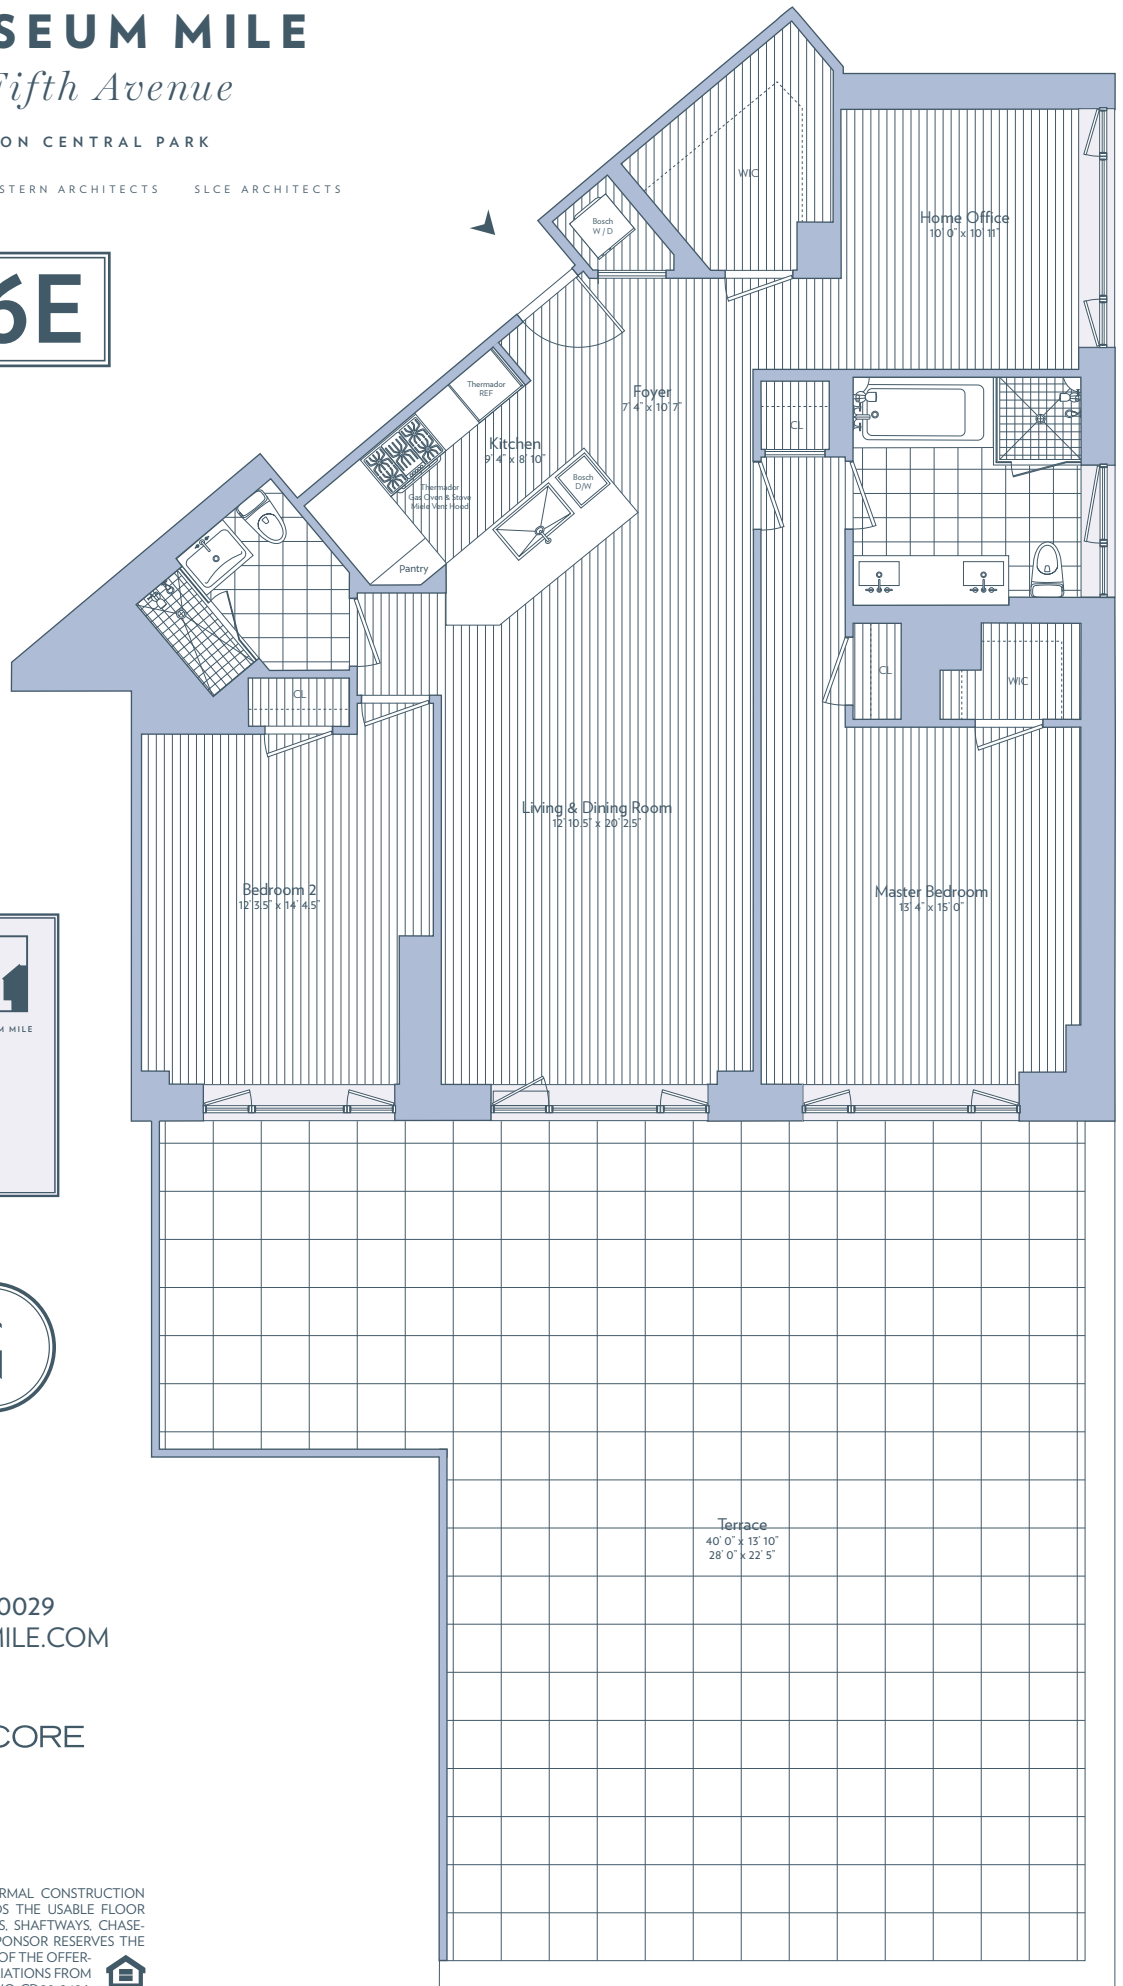 SEUM MILE
Fifth Avenue
ON CENTRAL PARK
STERN ARCHITECTS SLCE ARCHITECTS
6E
WIC
Bosch
W / D
Home Office
10' 0" x 10' 11"
Thermador
REF
Foyer
7' 4" x 10' 7"
Kitchen
9' 4" x 8' 10"
CL
Thermador
Gas Oven & Stove
Miele Vent Hood
Bosch
D/W
Pantry
CL
CL
WIC
Living & Dining Room
12' 10.5" x 20' 2.5"
Bedroom 2
12' 3.5" x 14' 4.5"
Master Bedroom
13' 4" x 15' 0"
M MILE
Terrace
40' 0" x 13' 10"
28' 0" x 22' 5"
0029
MILE.COM
CORE
RMAL CONSTRUCTION
DS THE USABLE FLOOR
S, SHAFTWAYS, CHASE-
PONSOR RESERVES THE
OF THE OFFER-
IATIONS FROM